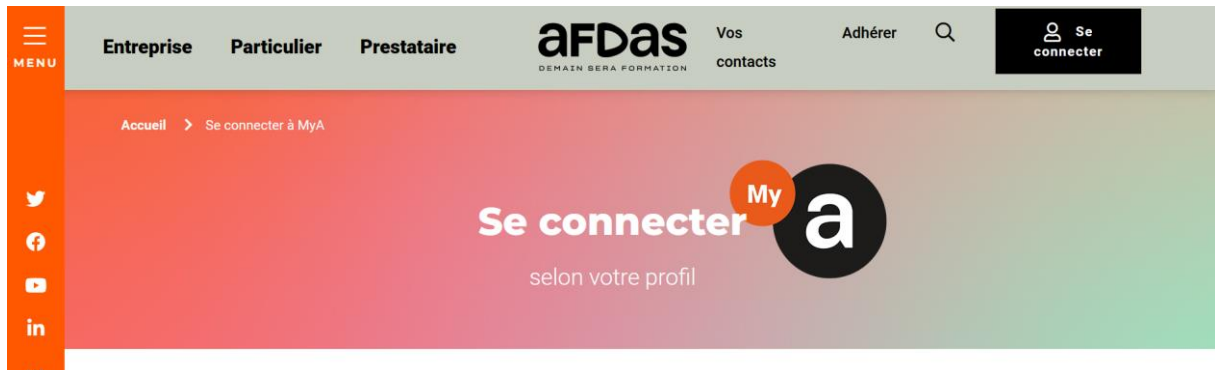 MENU
Entreprise Particulier Prestataire
aFDas
DEMAIN SERA FORMATION
Vos
contacts
Adhérer
Se
connecter
Accueil > Se connecter à MyA
Se connecter
My
a
selon votre profil
in